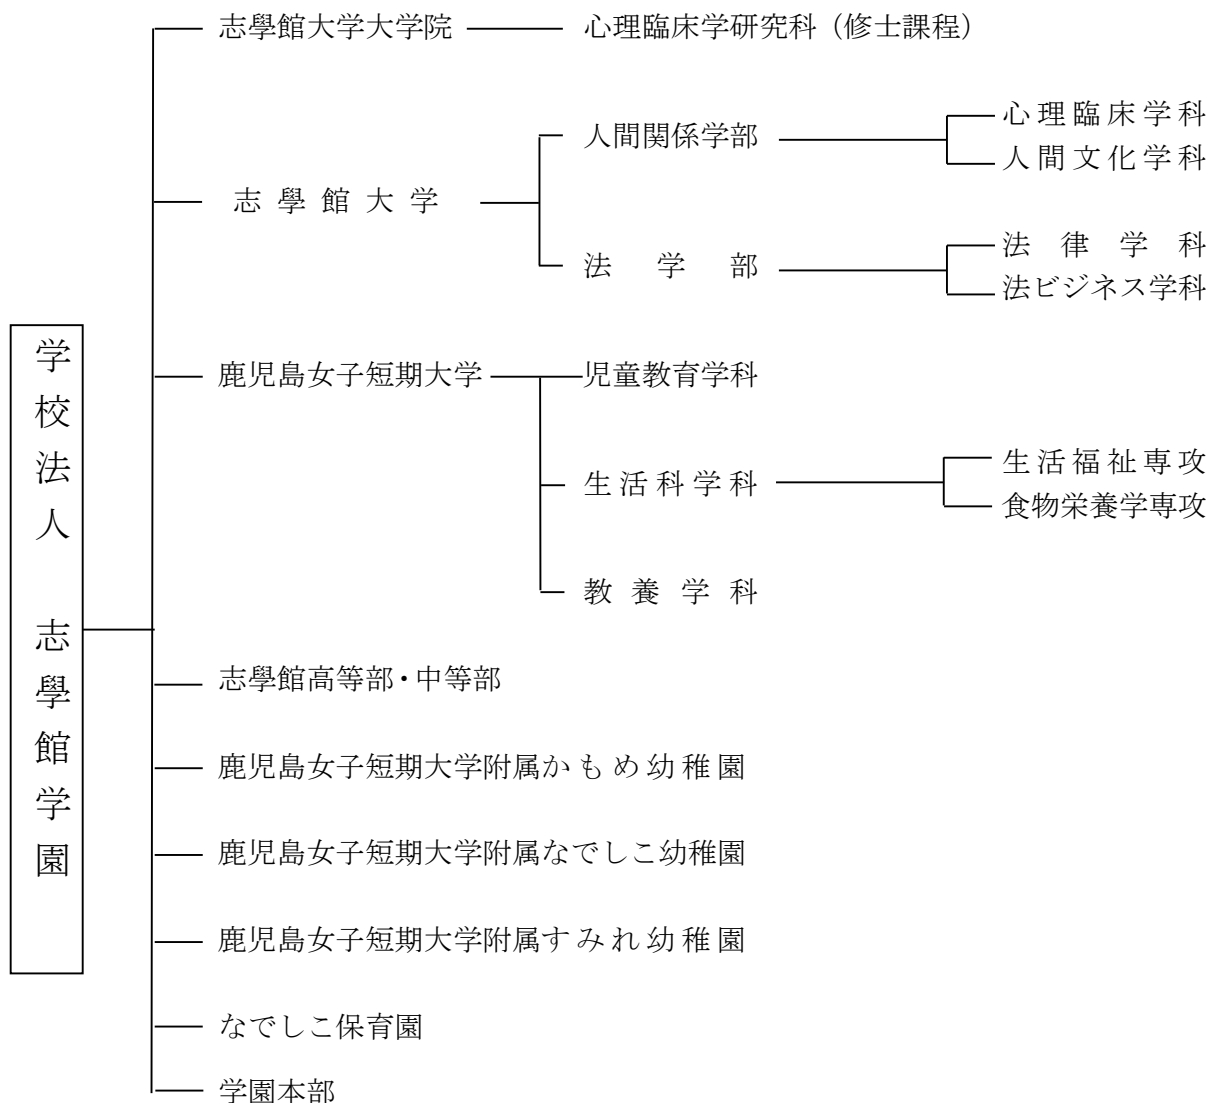 学校法人 志學館学園
志學館大学大学院
心理臨床学研究科（修士課程）
志學館大学
人間関係学部
心理臨床学科
人間文化学科
法学部
法律学科
法ビジネス学科
鹿児島女子短期大学
児童教育学科
生活科学科
生活福祉専攻
食物栄養学専攻
教養学科
志學館高等部・中等部
鹿児島女子短期大学附属かもめ幼稚園
鹿児島女子短期大学附属なでしこ幼稚園
鹿児島女子短期大学附属すみれ幼稚園
なでしこ保育園
学園本部